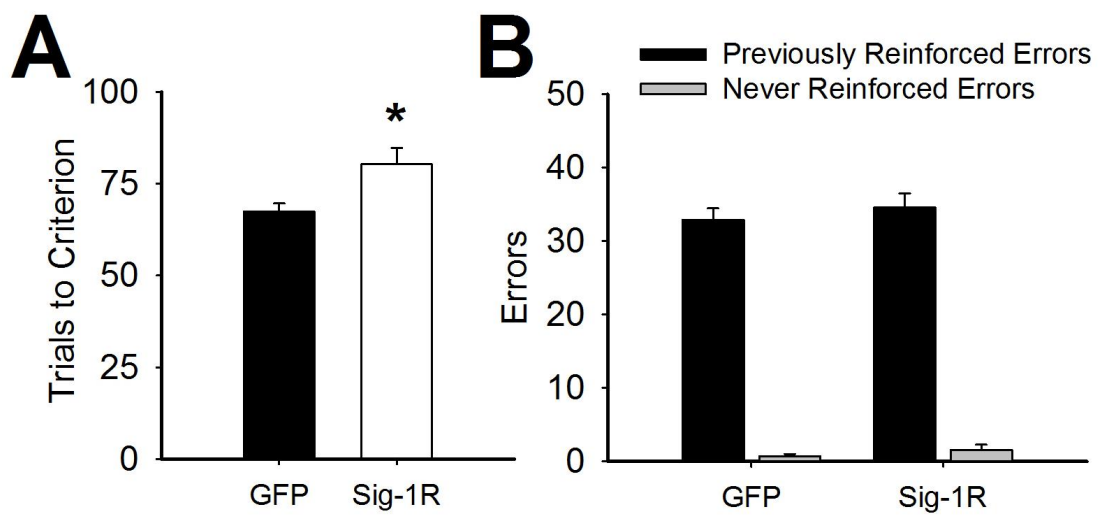 A
Trials to Criterion
100
75
50
25
0
*
GFP Sig-1R
B
Previously Reinforced Errors
Never Reinforced Errors
Errors
50
40
30
20
10
0
GFP Sig-1R